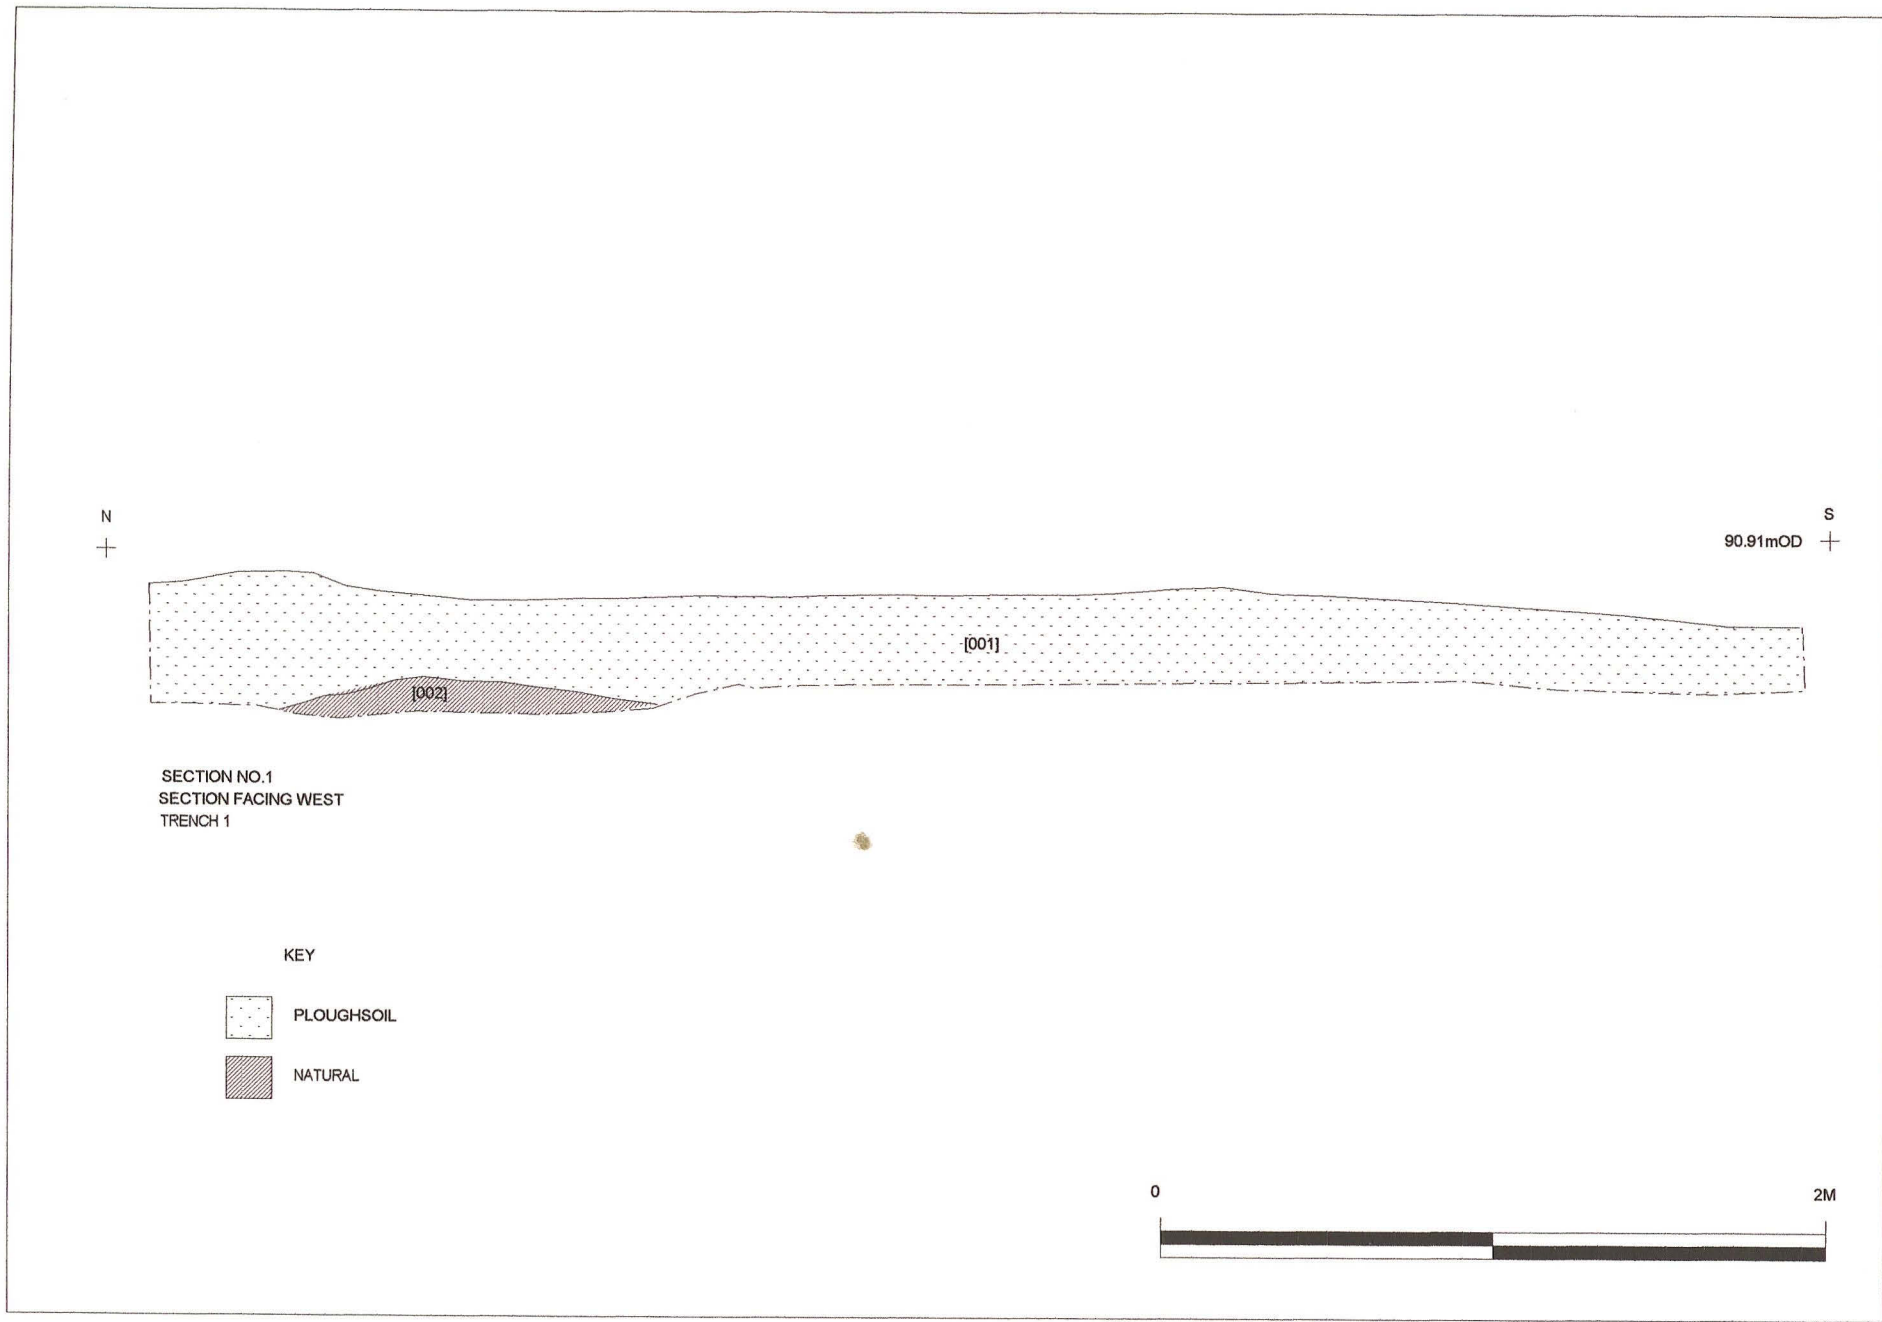 N
S
90.91mOD
[001]
[002]
SECTION NO.1
SECTION FACING WEST
TRENCH 1
KEY
PLOUGHSOIL
NATURAL
0
2M